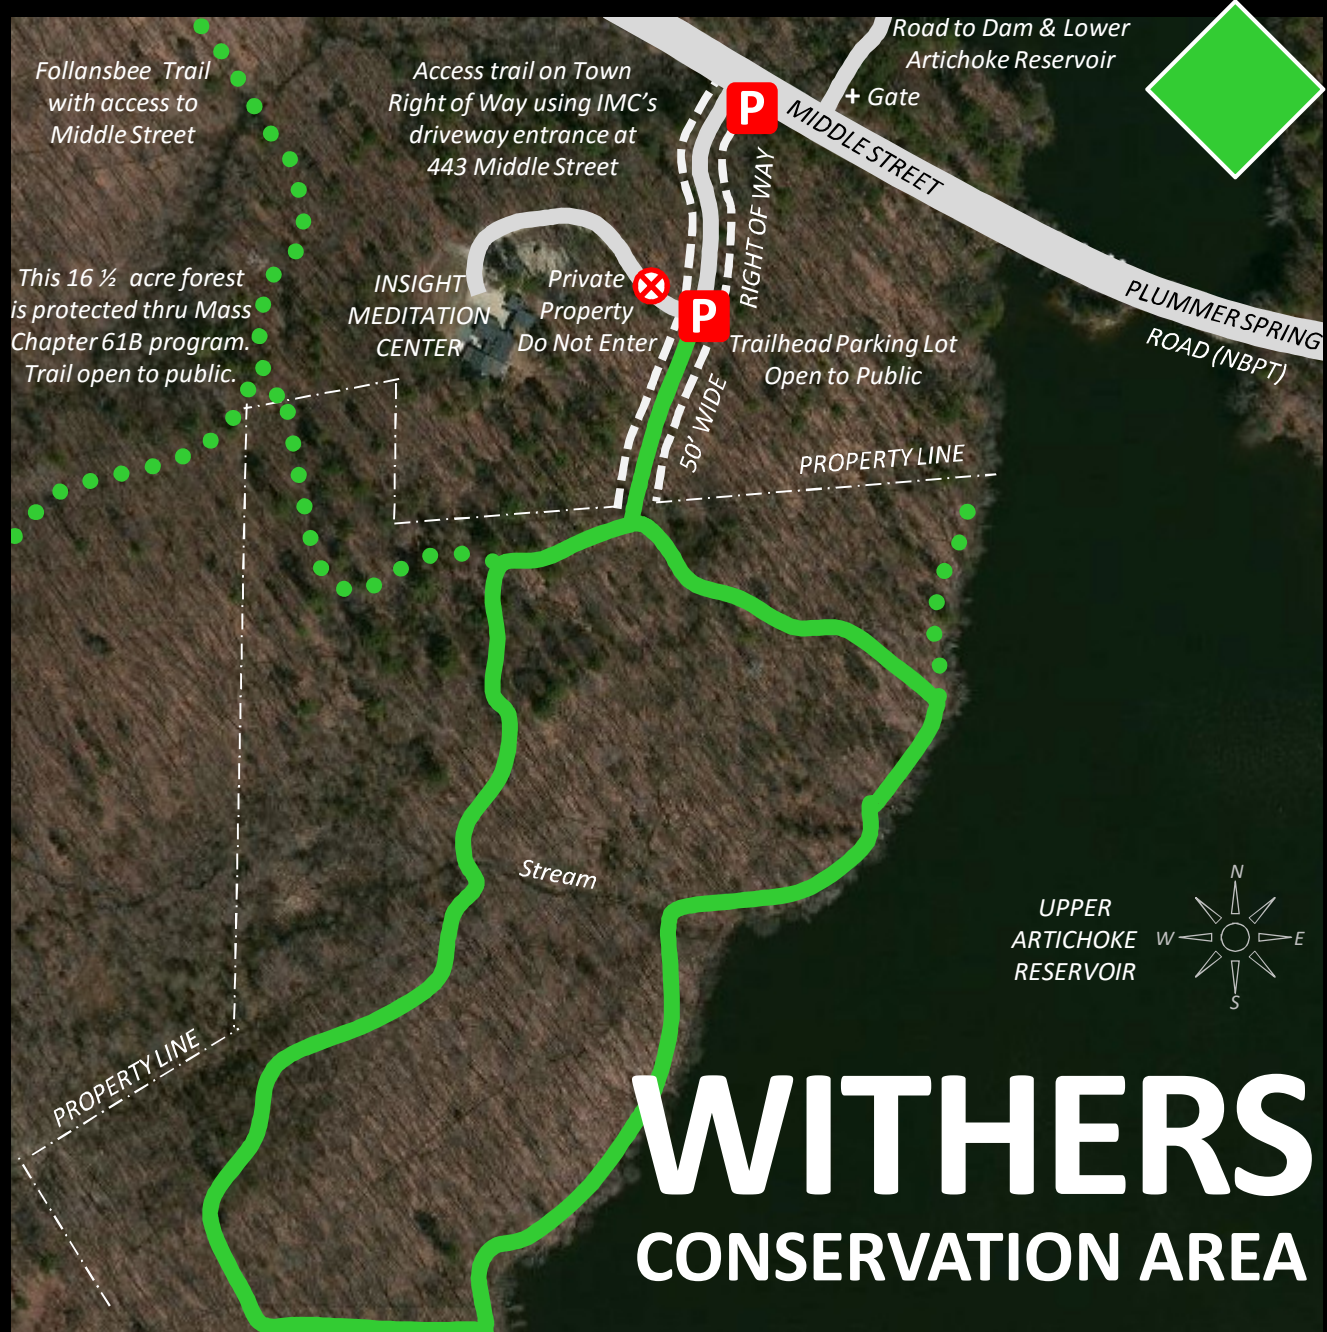 Road to Dam & Lower
Artichoke Reservoir
+ Gate
P
MIDDLE STREET
Follansbee Trail
with access to
Middle Street
Access trail on Town
Right of Way using IMC's
driveway entrance at
443 Middle Street
RIGHT OF WAY
This 16 ½ acre forest
is protected thru Mass
Chapter 61B program.
Trail open to public.
INSIGHT
MEDITATION
CENTER
Private
Property
Do Not Enter
P
PLUMMER SPRING
ROAD (NBPT)
Trailhead Parking Lot
Open to Public
50' WIDE
PROPERTY LINE
Stream
UPPER
ARTICHOKE
RESERVOIR
N
W
E
S
PROPERTY LINE
WITHERS
CONSERVATION AREA